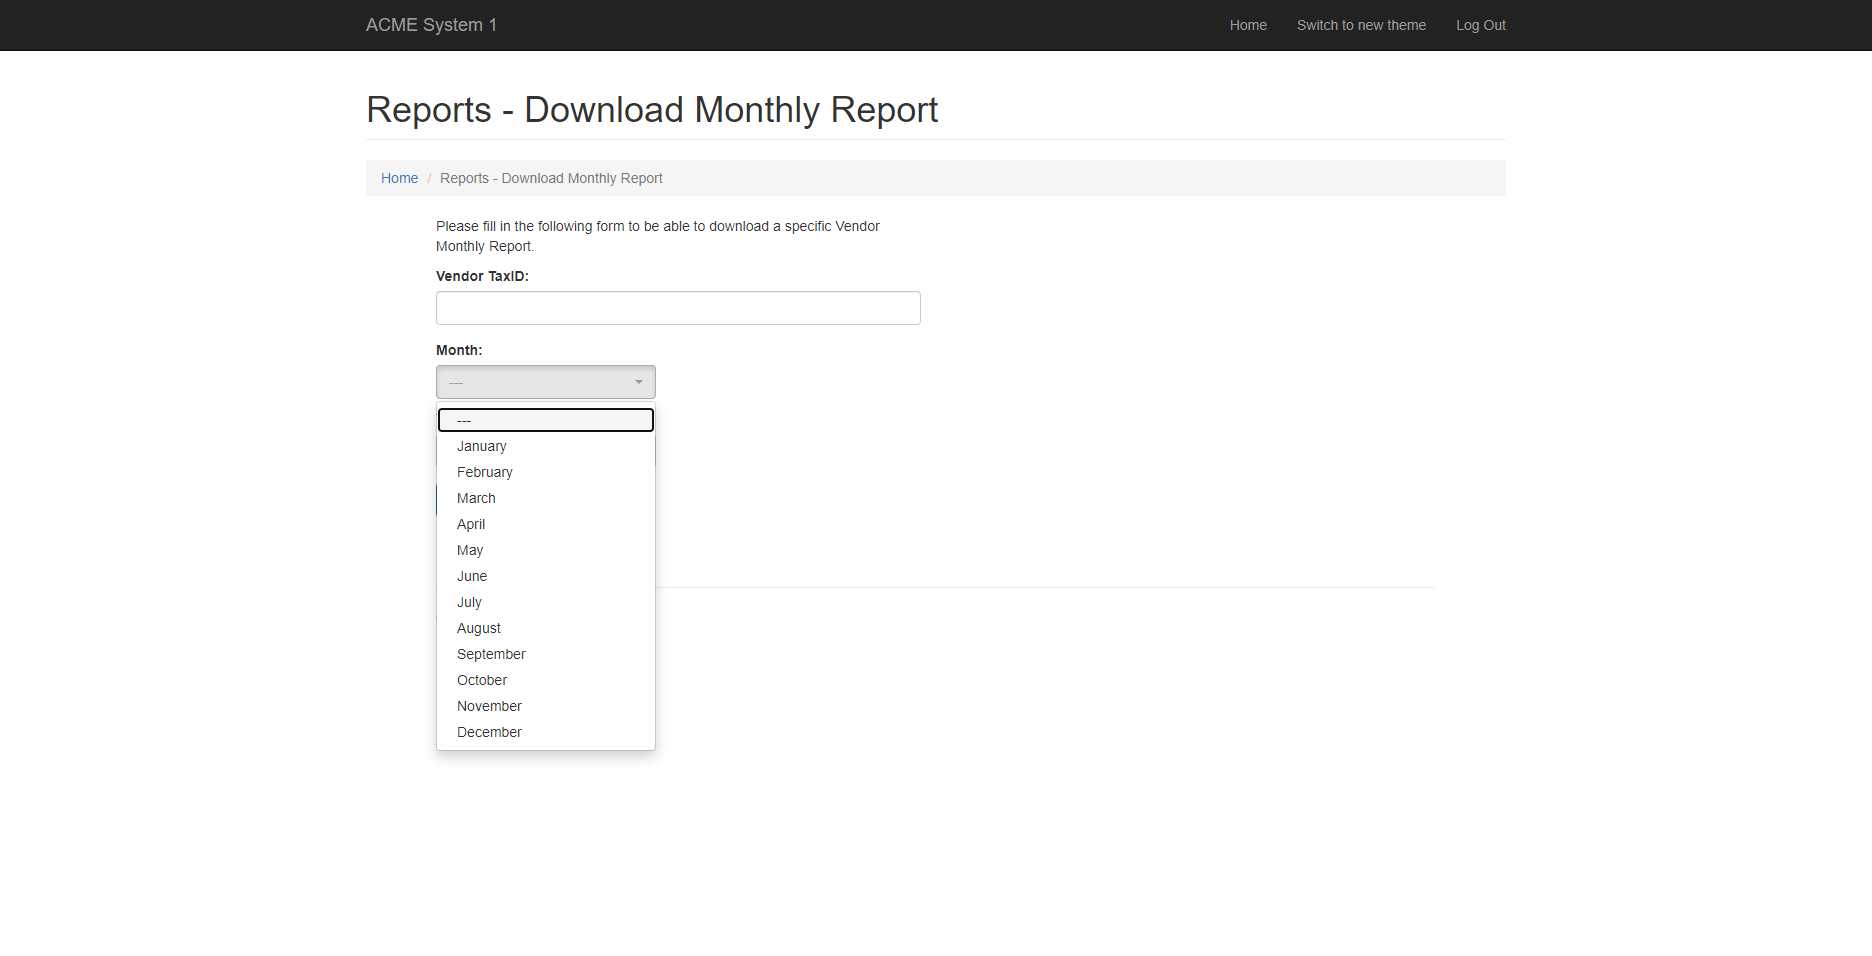 ACME System 1
Home
Switch to new theme
Log Out
Reports - Download Monthly Report
Home / Reports - Download Monthly Report
Please fill in the following form to be able to download a specific Vendor
Monthly Report.
Vendor TaxID:
Month:
---
---
January
February
March
April
May
June
July
August
September
October
November
December